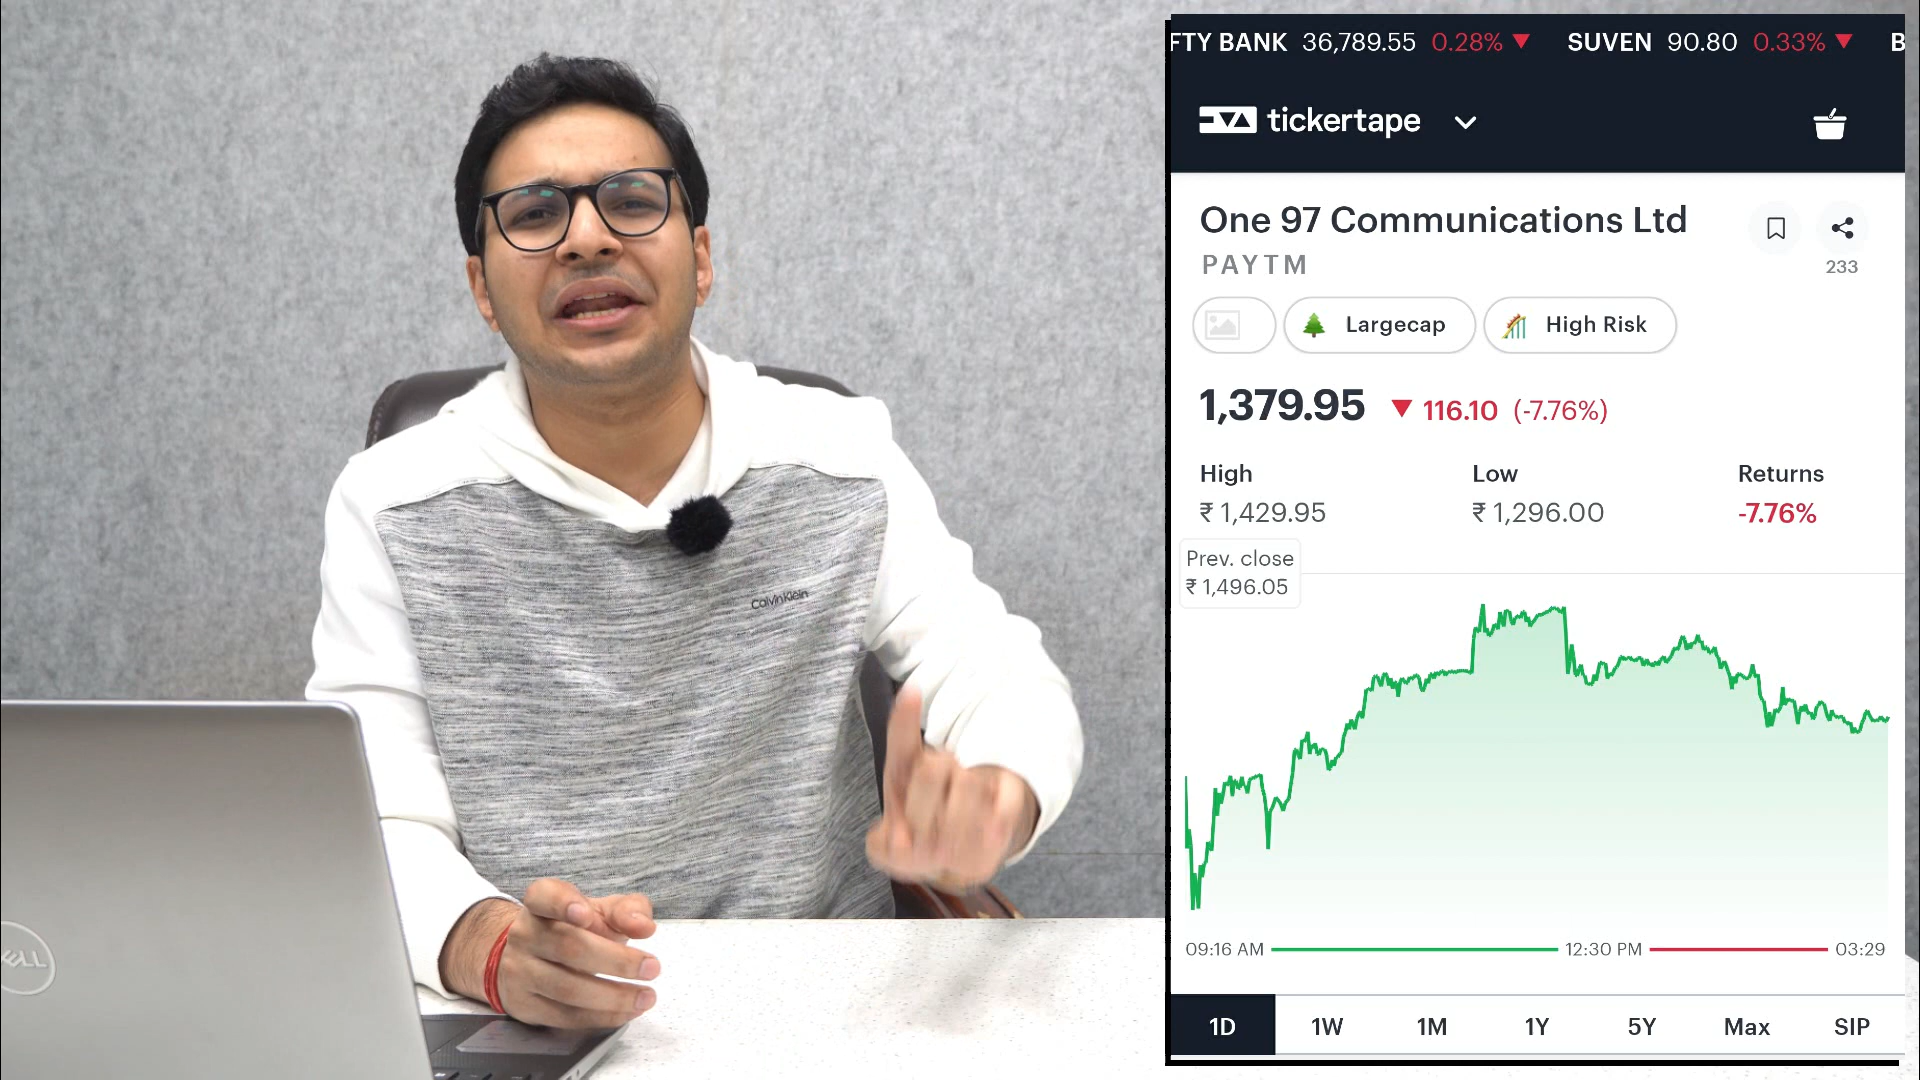 FTY BANK 36,789.55 0.28% ▼ SUVEN 90.80 0.33% ▼ B
tickertape
One 97 Communications Ltd
PAYTM
233
Largecap
High Risk
1,379.95 ▼ 116.10 (-7.76%)
High Low Returns
₹ 1,429.95 ₹ 1,296.00 -7.76%
Prev. close
₹ 1,496.05
09:16 AM 12:30 PM 03:29
1D 1W 1M 1Y 5Y Max SIP
Calvin Klein
DELL